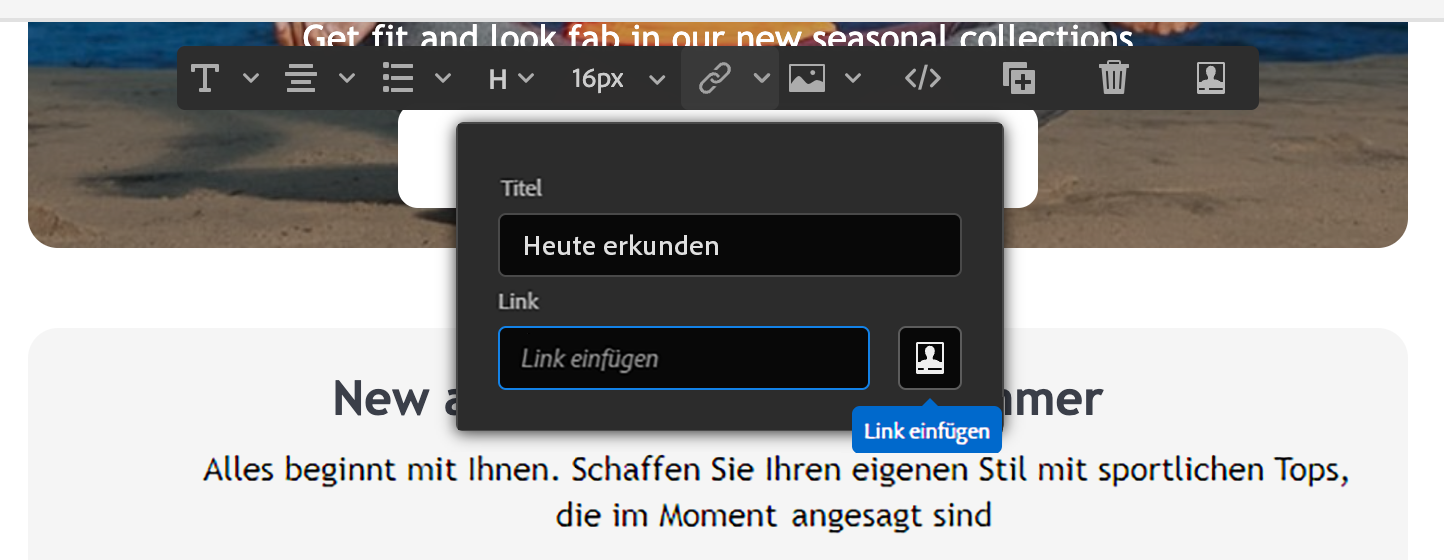 Get fit and look fab in our new seasonal collections
T
H
16px
</>
Titel
Heute erkunden
Link
Link einfügen
New
mer
Link einfügen
Alles beginnt mit Ihnen. Schaffen Sie Ihren eigenen Stil mit sportlichen Tops,
die im Moment angesagt sind